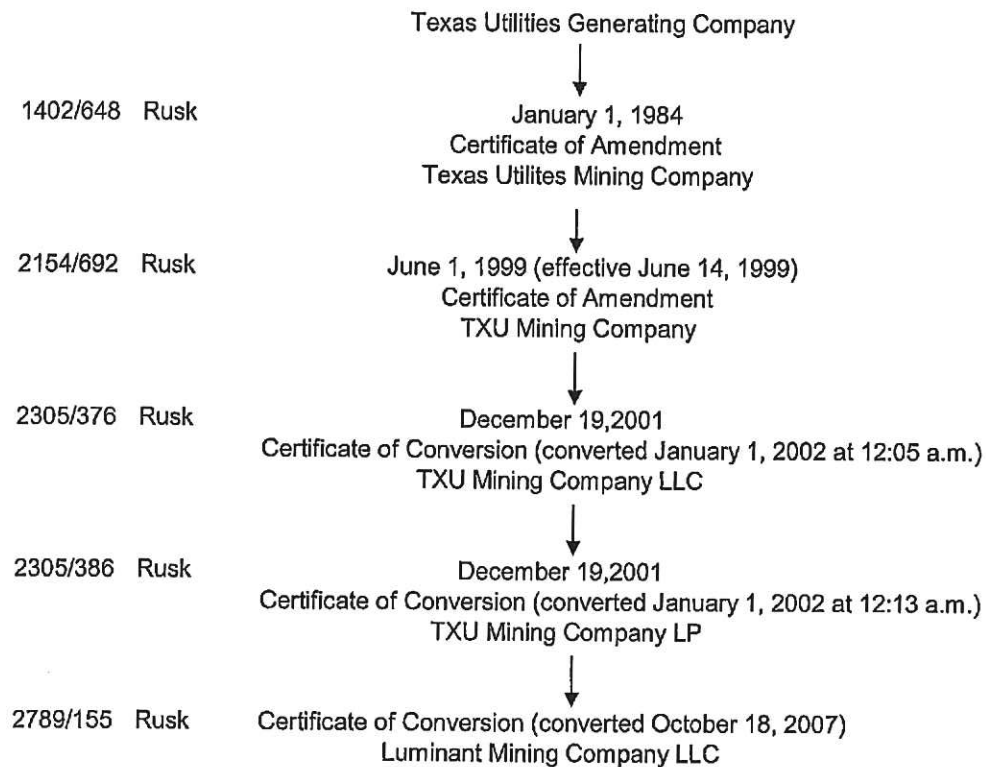 Texas Utilities Generating Company
1402/648 Rusk January 1, 1984
Certificate of Amendment
Texas Utilites Mining Company
2154/692 Rusk June 1, 1999 (effective June 14, 1999)
Certificate of Amendment
TXU Mining Company
2305/376 Rusk December 19,2001
Certificate of Conversion (converted January 1, 2002 at 12:05 a.m.)
TXU Mining Company LLC
2305/386 Rusk December 19,2001
Certificate of Conversion (converted January 1, 2002 at 12:13 a.m.)
TXU Mining Company LP
2789/155 Rusk Certificate of Conversion (converted October 18, 2007)
Luminant Mining Company LLC